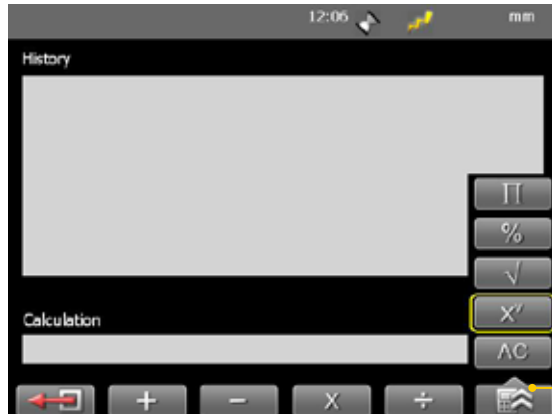 12:06 mm
History
∏
%
√
Xʸ
Calculation
AC
+ − X ÷